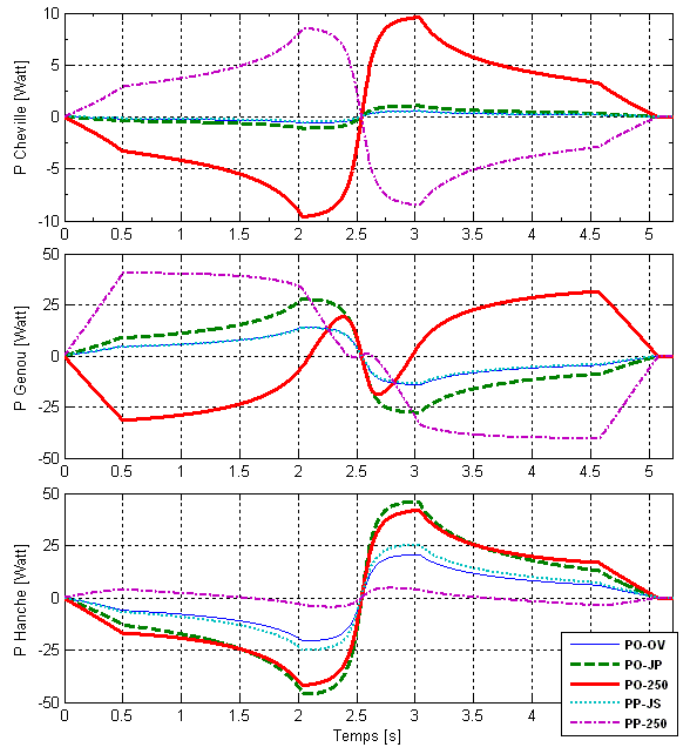 P Cheville [Watt]
10
5
0
-5
-10
0 0.5 1 1.5 2 2.5 3 3.5 4 4.5 5
P Genou [Watt]
50
25
0
-25
-50
0 0.5 1 1.5 2 2.5 3 3.5 4 4.5 5
P Hanche [Watt]
50
25
0
-25
-50
0 0.5 1 1.5 2 2.5 3 3.5 4
Temps [s]
PO-OV
PO-JP
PO-250
PP-JS
PP-250